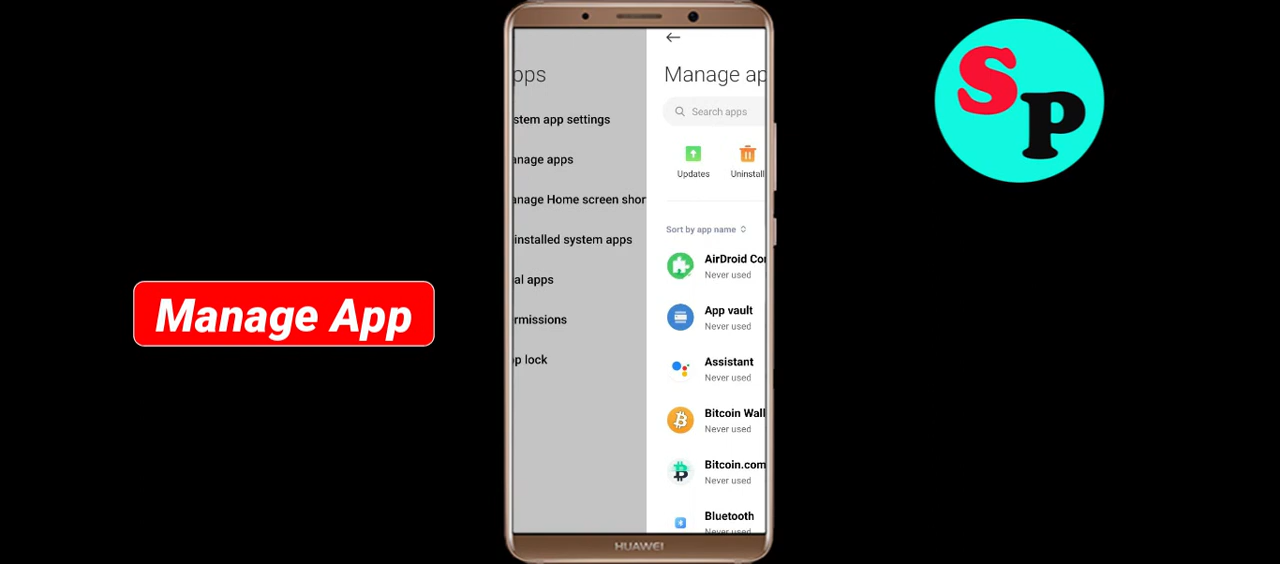 pps
stem app settings
anage apps
anage Home screen shor
installed system apps
al apps
rmissions
p lock
Manage ap
Search apps
Updates
Uninstall
Sort by app name
AirDroid Co
Never used
App vault
Never used
Assistant
Never used
Bitcoin Wall
Never used
Bitcoin.com
Never used
Bluetooth
Never used
HUAWEI
Manage App
SP